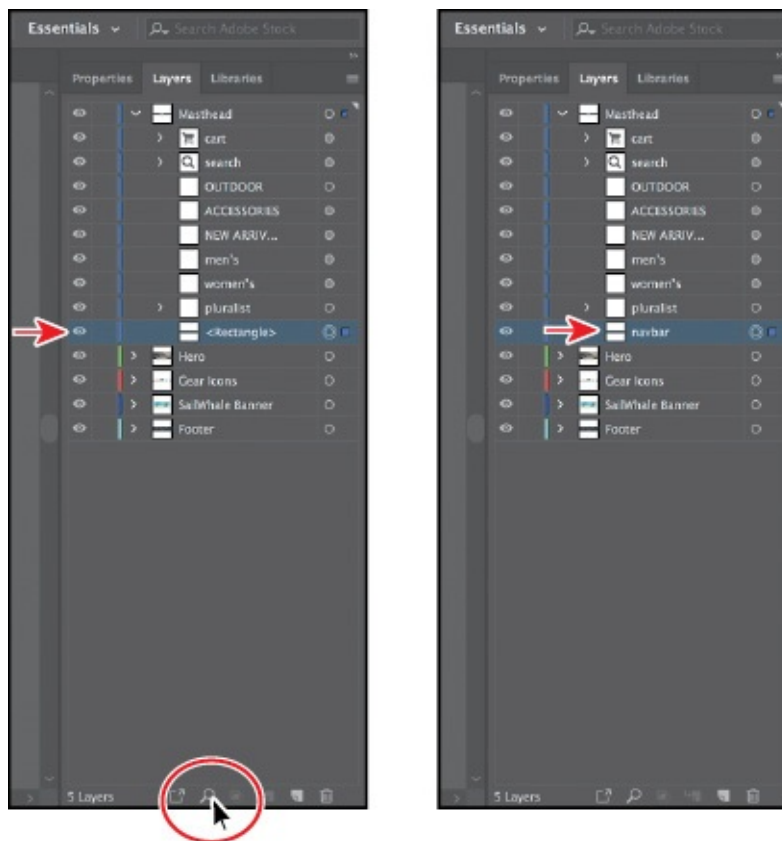 Essentials Search Adobe Stock
Properties Layers Libraries
Masthead
cart
search
OUTDOOR
ACCESSORIES
NEW ARRIV...
men's
women's
pluralist
<Rectangle>
Hero
Gear Icons
SailWhale Banner
Footer
5 Layers
Essentials Search Adobe Stock
Properties Layers Libraries
Masthead
cart
search
OUTDOOR
ACCESSORIES
NEW ARRIV...
men's
women's
pluralist
navbar
Hero
Gear Icons
SailWhale Banner
Footer
5 Layers